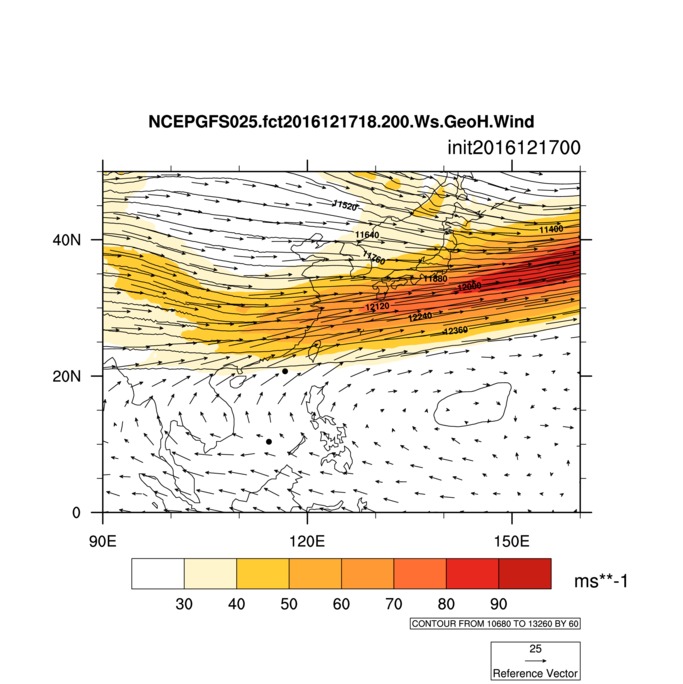 NCEPGFS025.fct2016121718.200.Ws.GeoH.Wind
init2016121700
11520
11400
11640
40N
11760
11880
12000
12120
12240
12360
20N
0
90E 120E 150E
ms**-1
30 40 50 60 70 80 90
CONTOUR FROM 10680 TO 13260 BY 60
25
Reference Vector